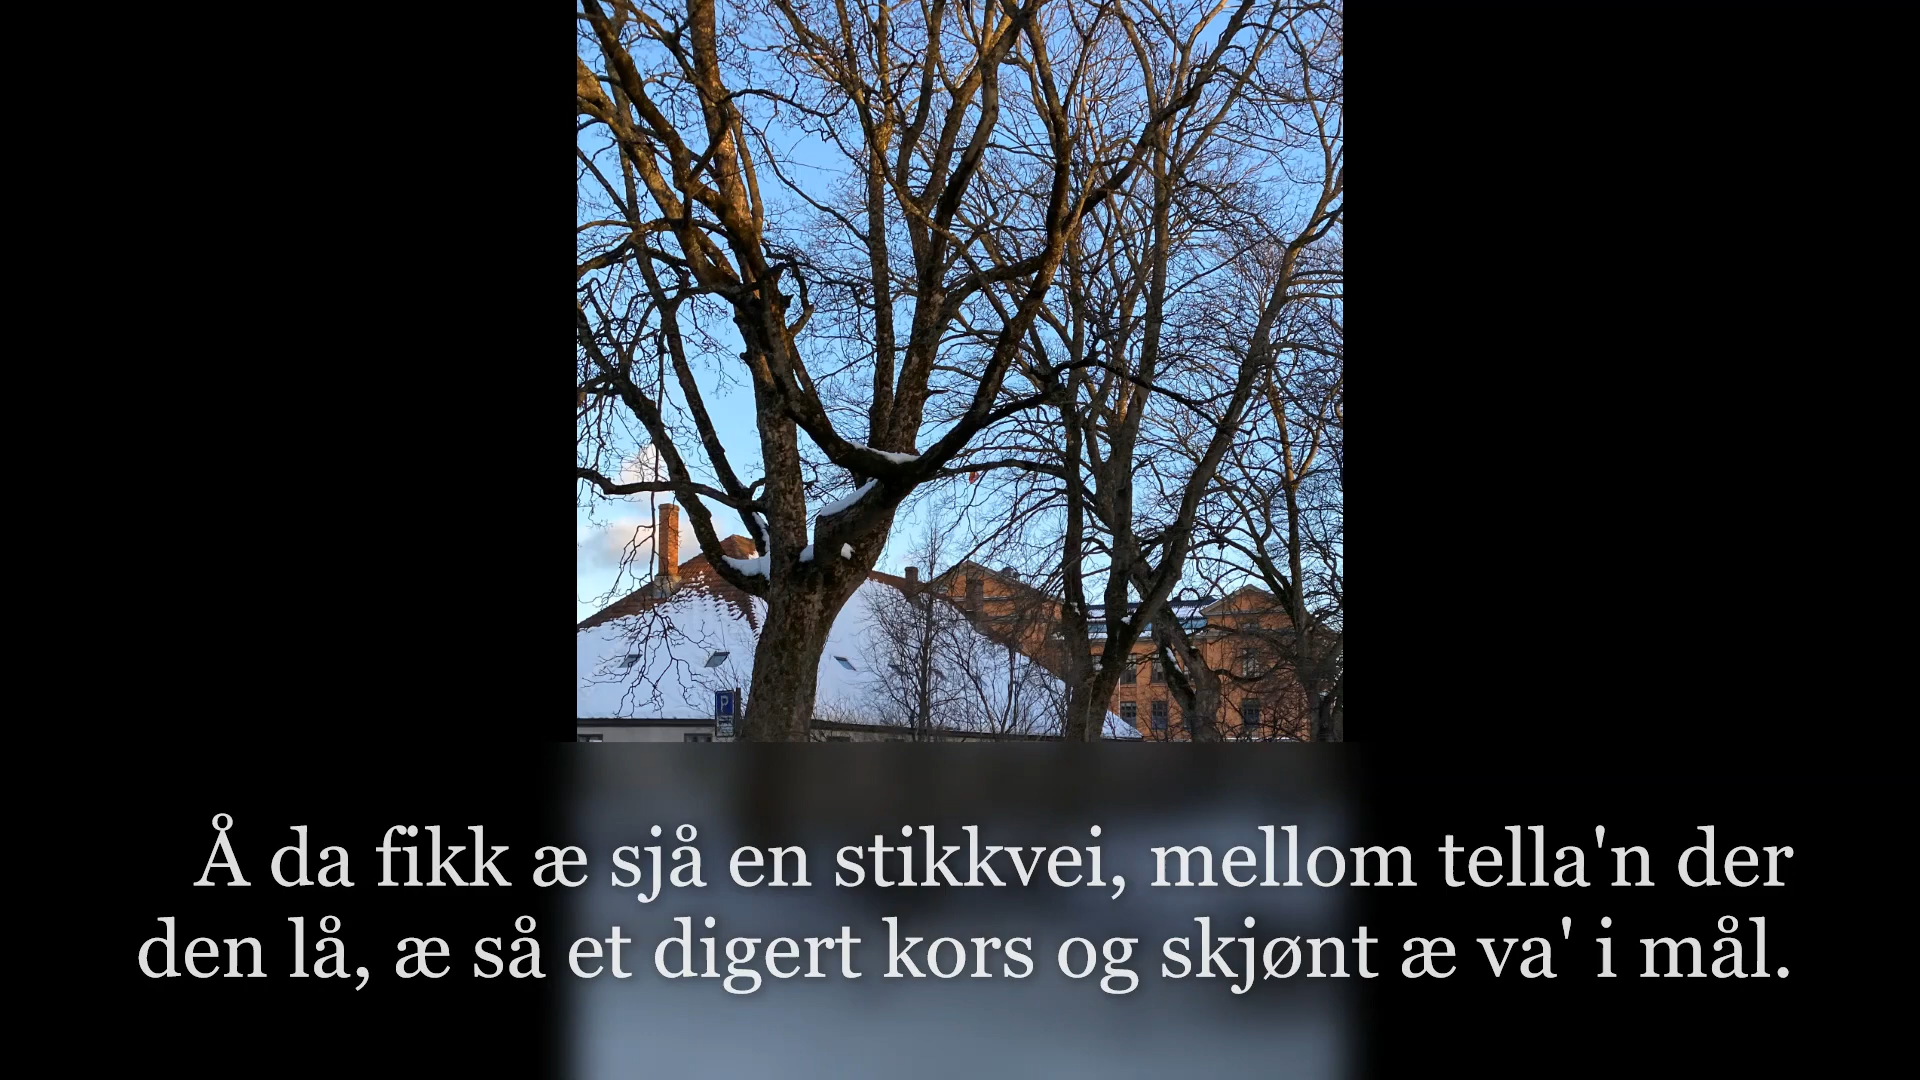 P
Å da fikk æ sjå en stikkvei, mellom tella'n der
den lå, æ så et digert kors og skjønt æ va' i mål.